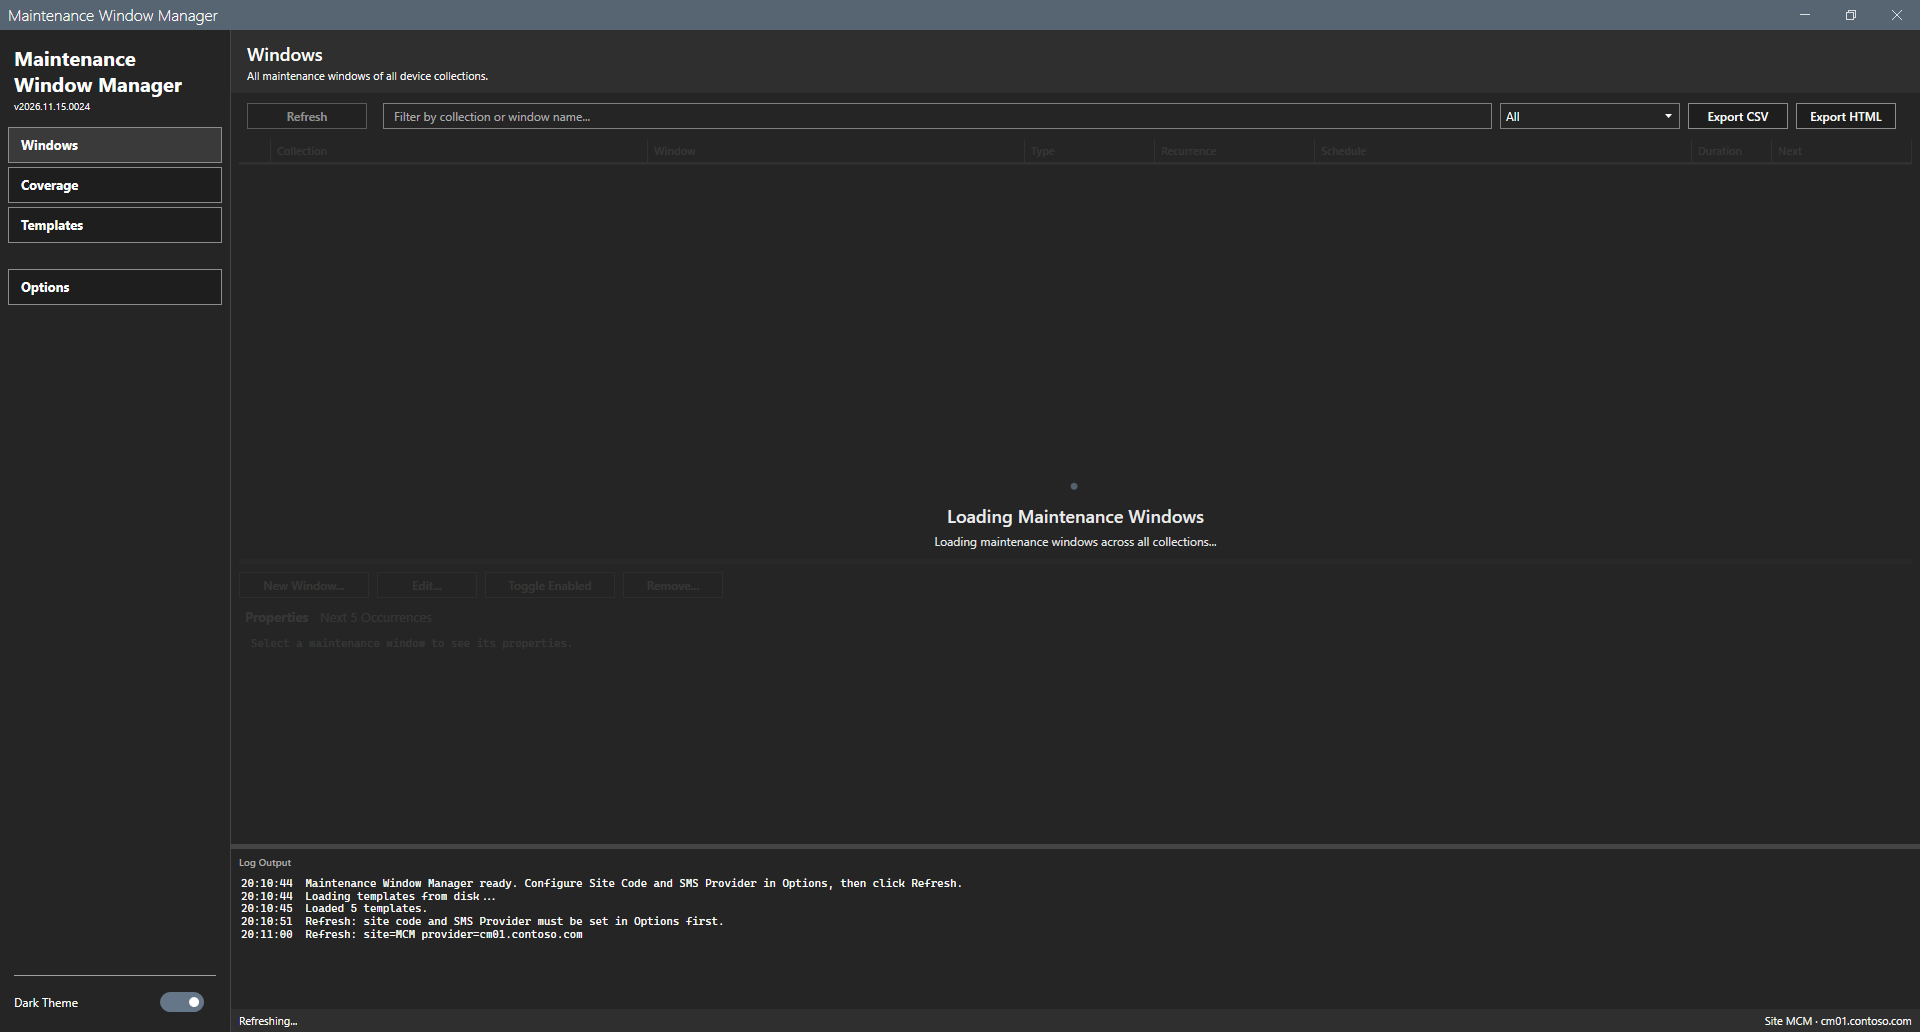 Maintenance Window Manager
Maintenance
Window Manager
v2026.11.15.0024
Windows
Coverage
Templates
Options
Dark Theme
Windows
All maintenance windows of all device collections.
Refresh
Filter by collection or window name...
All
Export CSV
Export HTML
Collection
Window
Type
Recurrence
Schedule
Duration
Next
Loading Maintenance Windows
Loading maintenance windows across all collections...
New Window...
Edit...
Toggle Enabled
Remove...
Properties
Next 5 Occurrences
Select a maintenance window to see its properties.
Log Output
20:10:44 Maintenance Window Manager ready. Configure Site Code and SMS Provider in Options, then click Refresh.
20:10:44 Loading templates from disk...
20:10:45 Loaded 5 templates.
20:10:51 Refresh: site code and SMS Provider must be set in Options first.
20:11:00 Refresh: site=MCM provider=cm01.contoso.com
Refreshing...
Site MCM · cm01.contoso.com